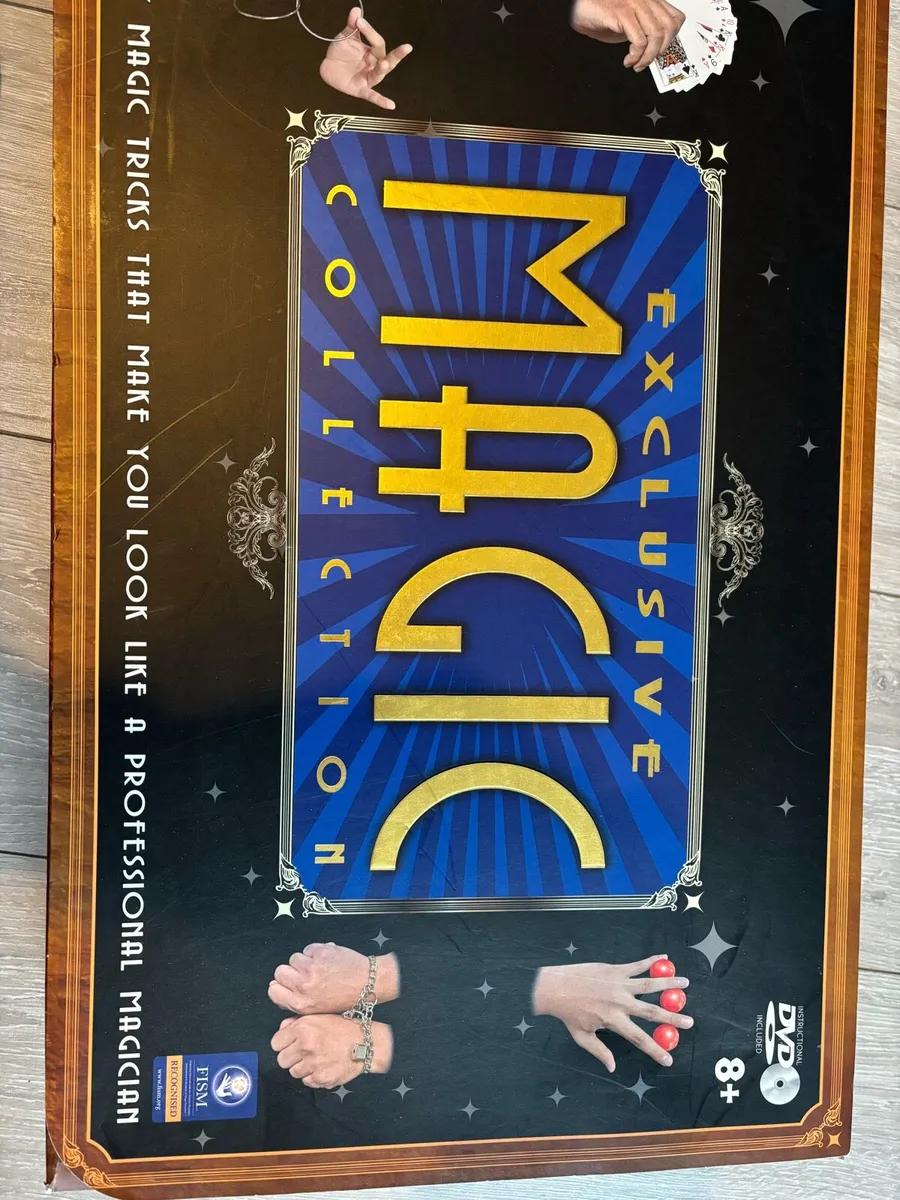 EXCLUSIVE
MAGIC
COLLECTION
INSTRUCTIONAL
DVD
INCLUDED
8+
MAGIC TRICKS THAT MAKE YOU LOOK LIKE A PROFESSIONAL MAGICIAN
FISM
RECOGNISED
www.fism.org